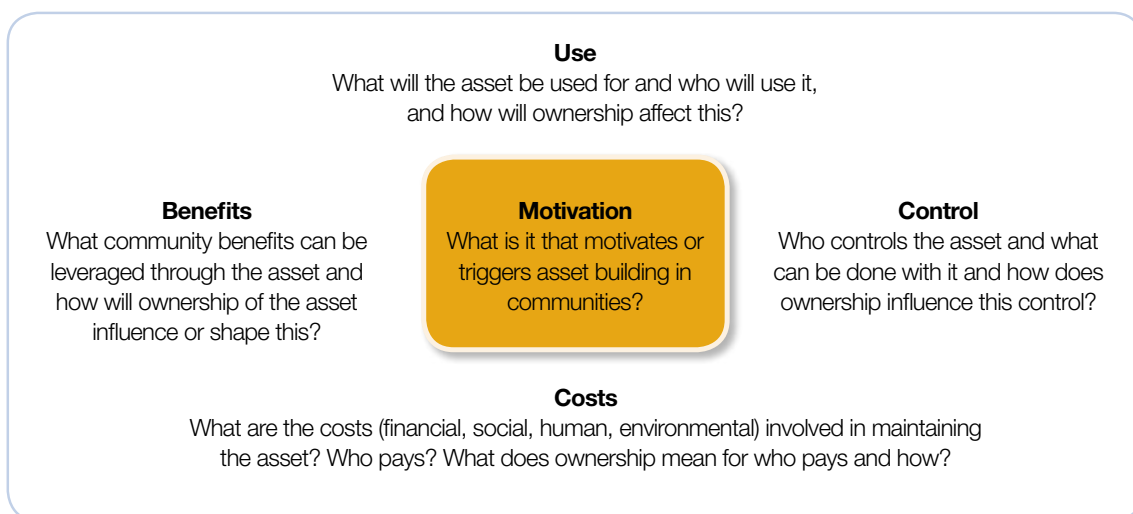 Use
What will the asset be used for and who will use it,
and how will ownership affect this?
Benefits
What community benefits can be
leveraged through the asset and
how will ownership of the asset
influence or shape this?
Motivation
What is it that motivates or
triggers asset building in
communities?
Control
Who controls the asset and what
can be done with it and how does
ownership influence this control?
Costs
What are the costs (financial, social, human, environmental) involved in maintaining
the asset? Who pays? What does ownership mean for who pays and how?